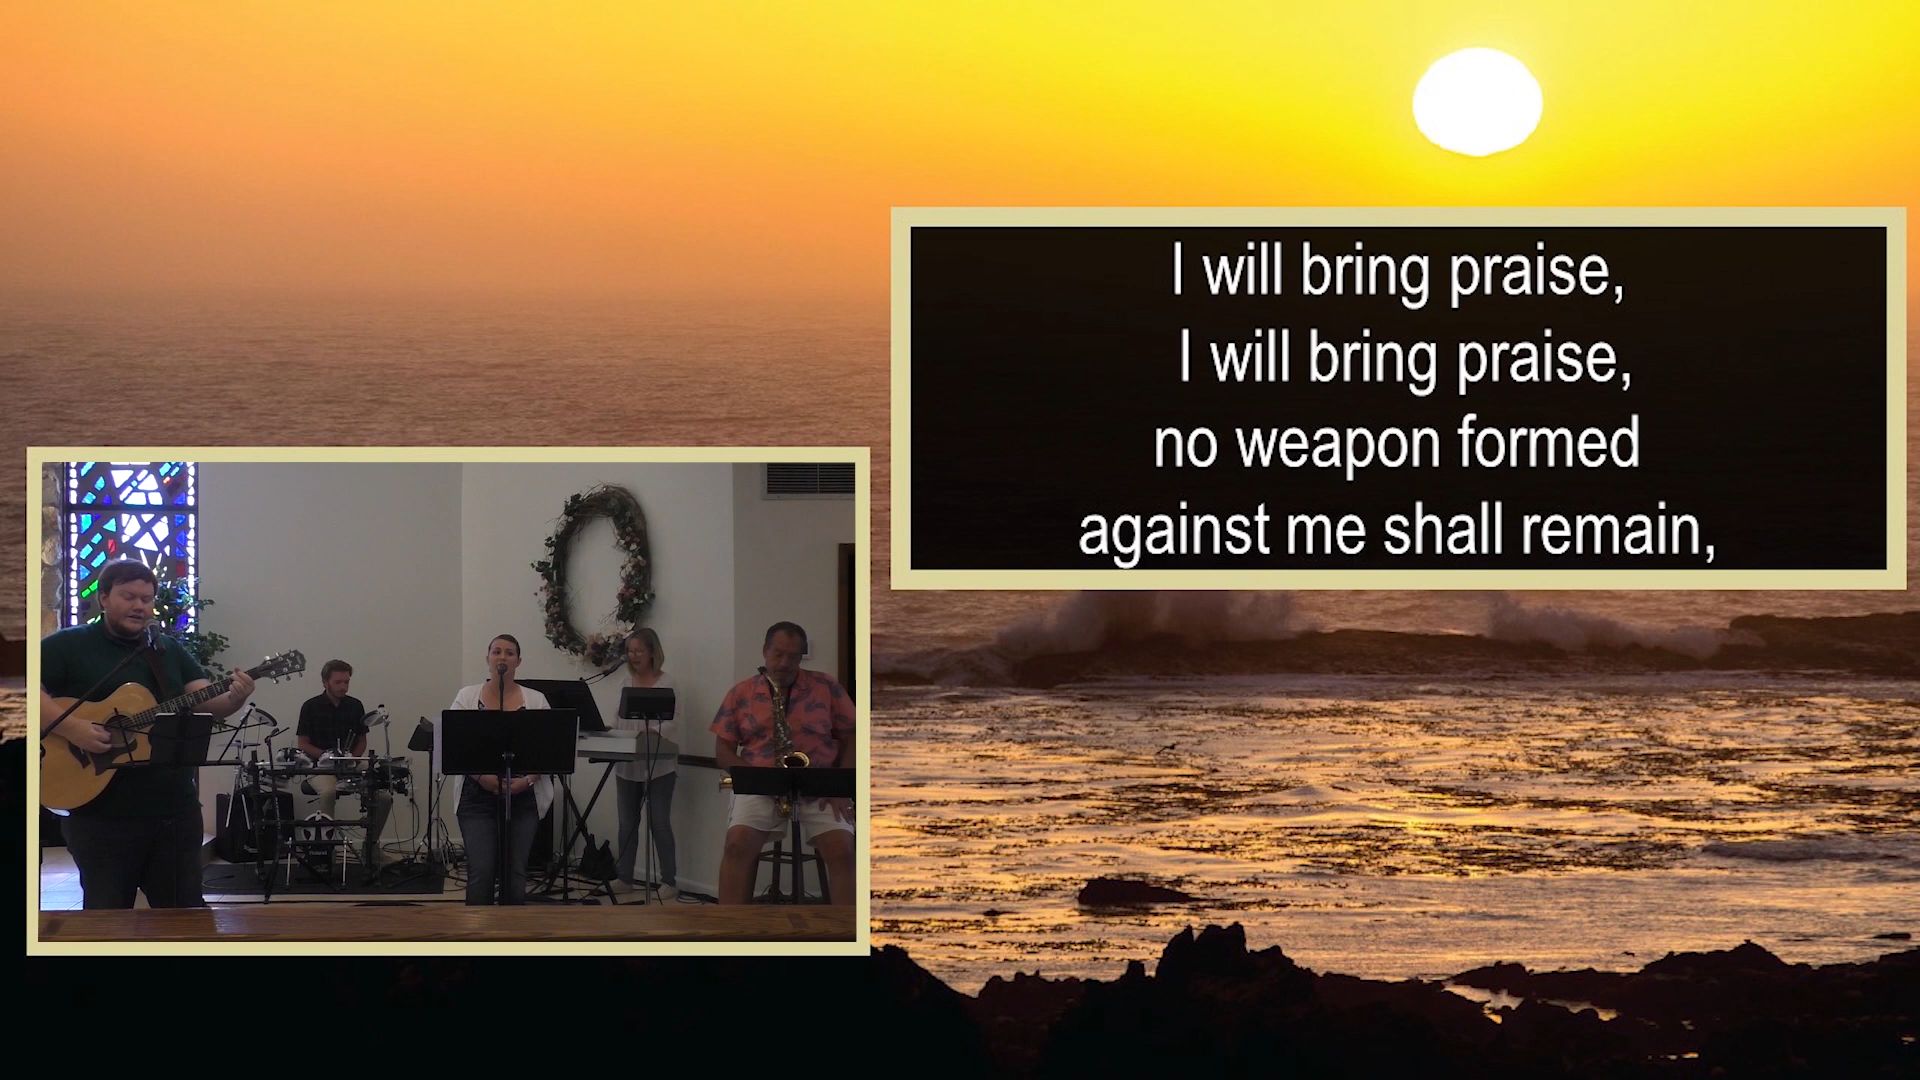 I will bring praise,
I will bring praise,
no weapon formed
against me shall remain,